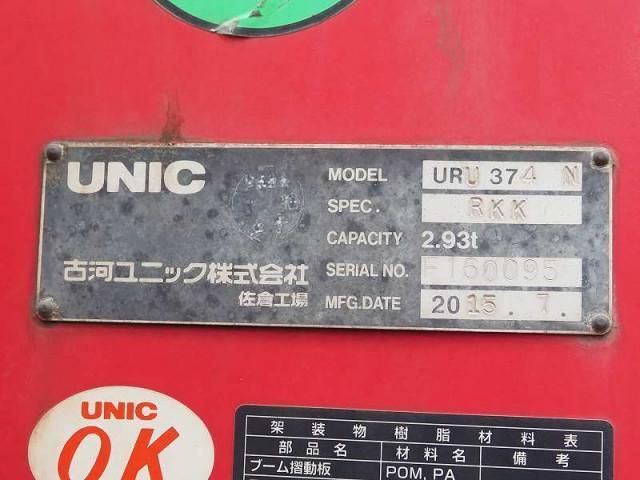 UNIC
古河ユニック株式会社
佐倉工場
MODEL URU 374 N
SPEC. RKK
CAPACITY 2.93t
SERIAL NO. F160095
MFG.DATE 2015. 7.
UNIC
OK
架装物樹脂材料表
部品名 材料名 備考
ブーム摺動板 POM, PA